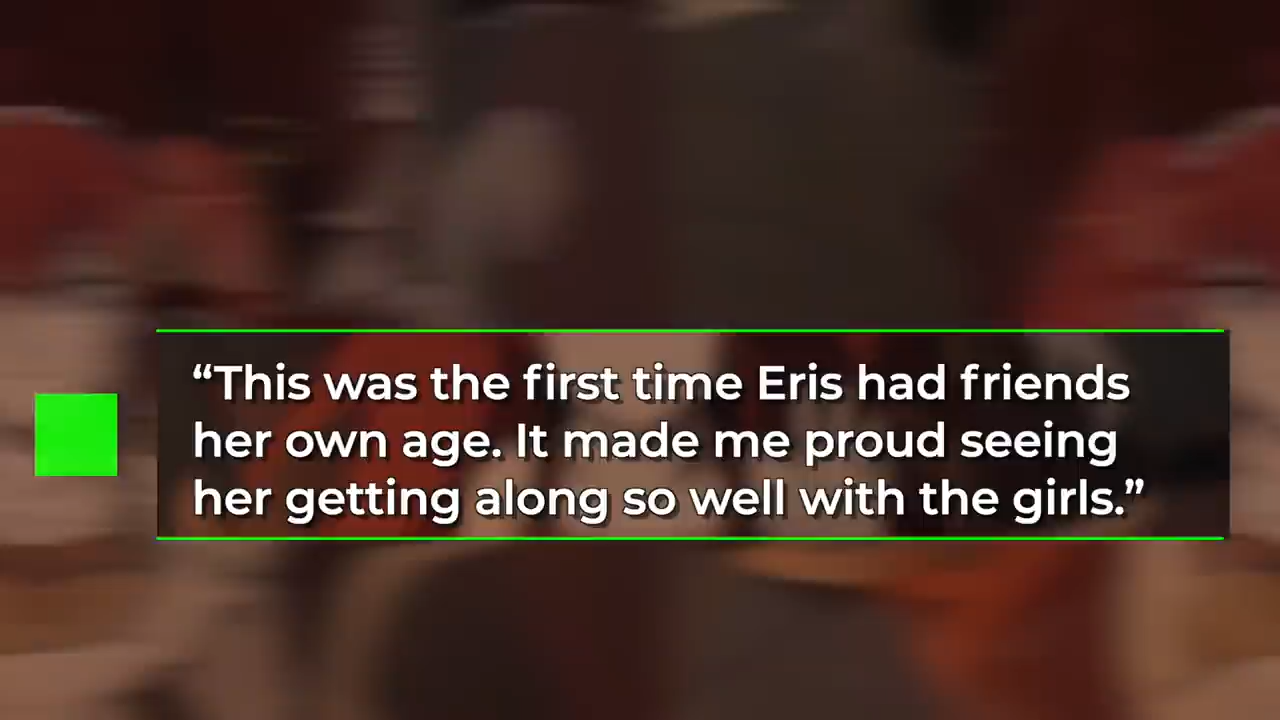 “This was the first time Eris had friends
her own age. It made me proud seeing
her getting along so well with the girls.”